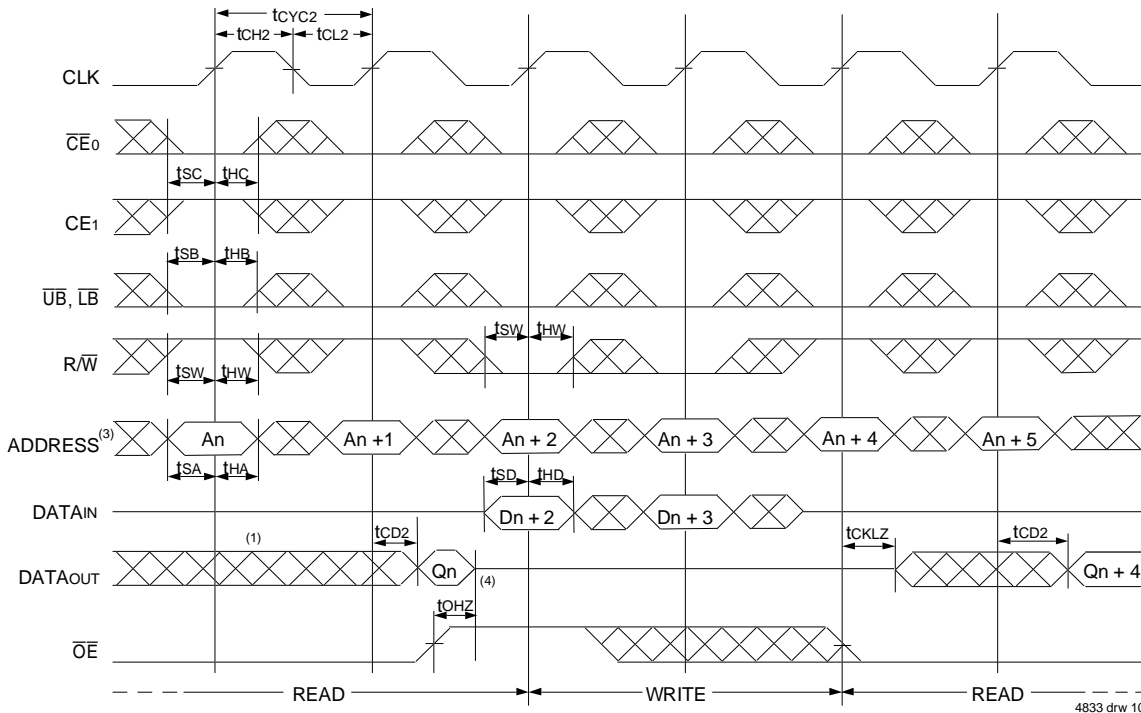 tCYC2
tCH2 tCL2
CLK
CE0
tSC tHC
CE1
tSB tHB
UB, LB
tSW tHW
R/W
tSW tHW
ADDRESS(3) An An +1 An + 2 An + 3 An + 4 An + 5
tSA tHA tSD tHD
DATAIN Dn + 2 Dn + 3
(1) tCD2 tCKLZ tCD2
DATAOUT Qn (4) Qn + 4
tOHZ
OE
READ WRITE READ
4833 drw 10